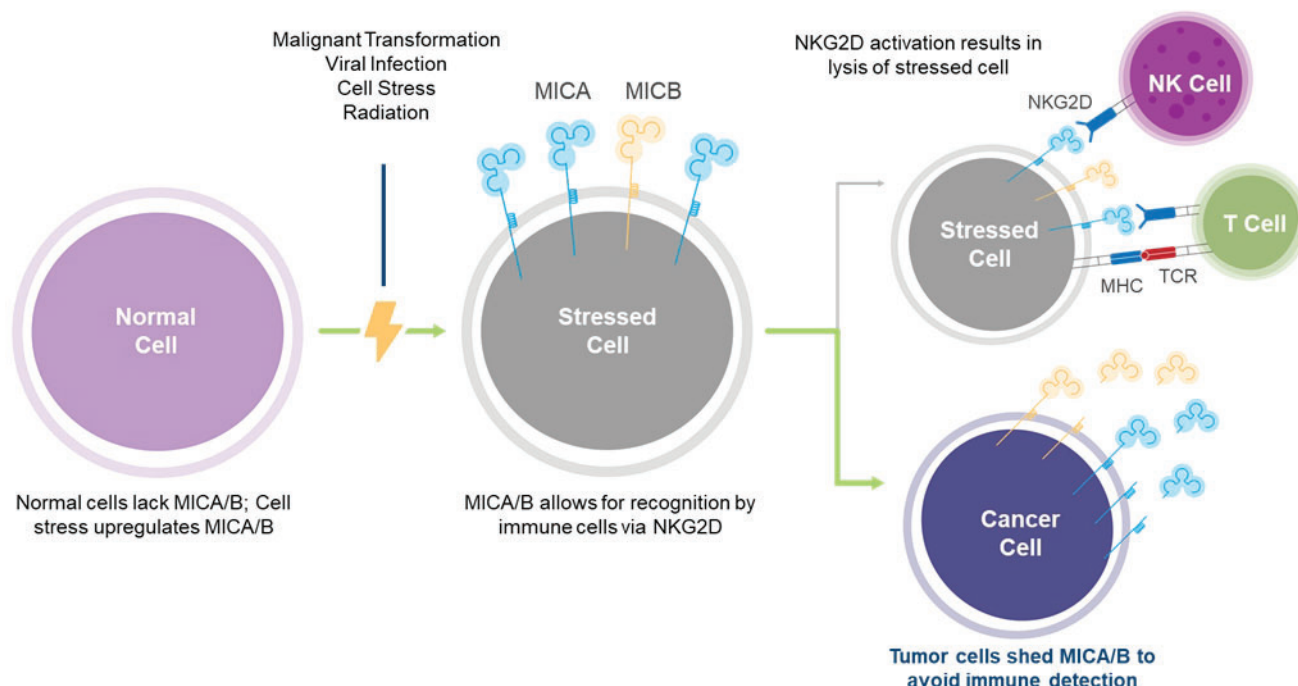 Malignant Transformation
Viral Infection
Cell Stress
Radiation
MICA
MICB
NKG2D activation results in
lysis of stressed cell
NKG2D
NK Cell
Stressed
Cell
T Cell
MHC
TCR
Normal
Cell
Stressed
Cell
Normal cells lack MICA/B; Cell
stress upregulates MICA/B
MICA/B allows for recognition by
immune cells via NKG2D
Cancer
Cell
Tumor cells shed MICA/B to
avoid immune detection